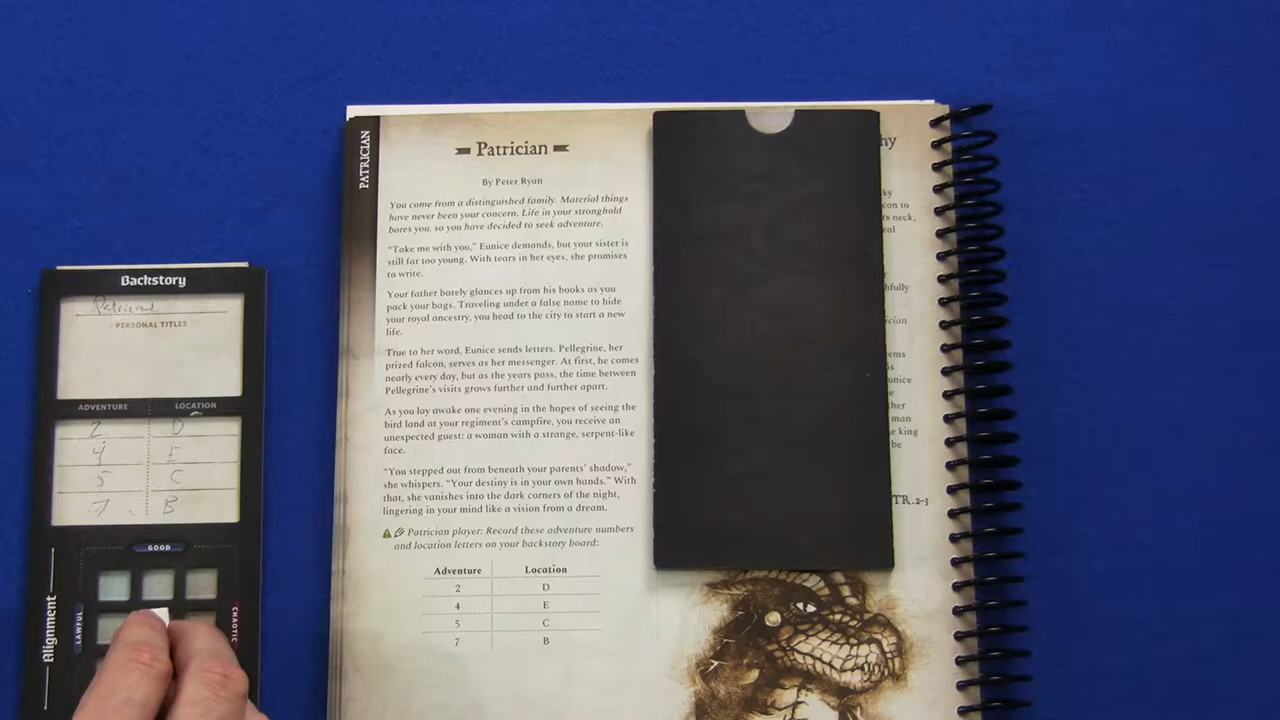 Backstory
PERSONAL TITLES
ADVENTURE
LOCATION
2 D
4 E
5 C
7 B
GOOD
LAWFUL
CHAOTIC
Alignment
PATRICIAN
Patrician
By Peter Ryan
You come from a distinguished family. Material things
have never been your concern. Life in your stronghold
bores you, so you have decided to seek adventure.
“Take me with you,” Eunice demands, but your sister is
still far too young. With tears in her eyes, she promises
to write.
Your father barely glances up from his books as you
pack your bags. Traveling under a false name to hide
your royal ancestry, you head to the city to start a new
life.
True to her word, Eunice sends letters. Pellegrine, her
prized falcon, serves as her messenger. At first, he comes
nearly every day, but as the years pass, the time between
Pellegrine’s visits grows further and further apart.
As you lay awake one evening in the hopes of seeing the
bird land at your regiment’s campfire, you receive an
unexpected guest: a woman with a strange, serpent-like
face.
“You stepped out from beneath your parents’ shadow,”
she whispers. “Your destiny is in your own hands.” With
that, she vanishes into the dark corners of the night,
lingering in your mind like a vision from a dream.
Patrician player: Record these adventure numbers
and location letters on your backstory board:
Adventure Location
2 D
4 E
5 C
7 B
TR.2-3